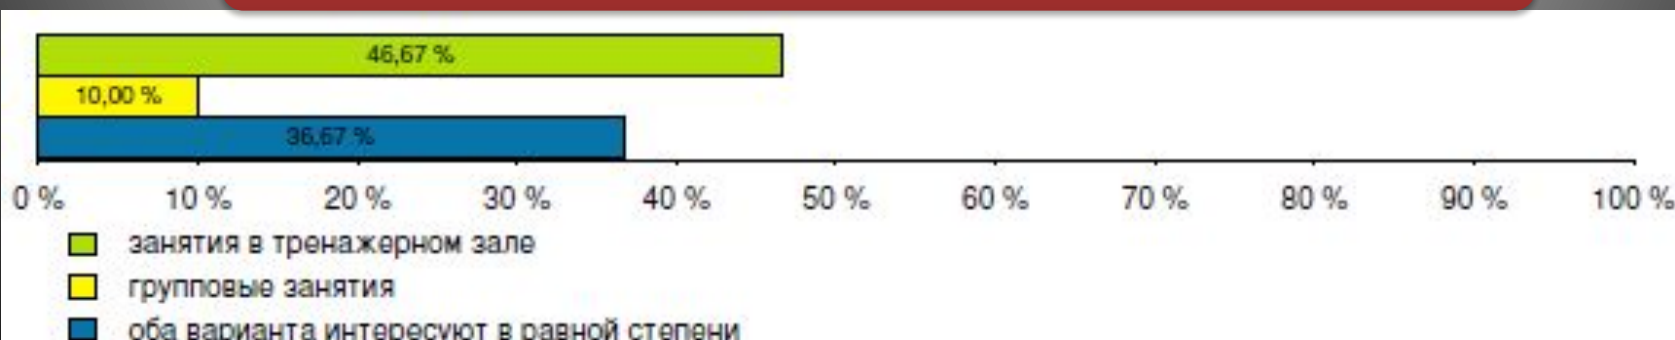 46,67 %
10,00 %
36,67 %
0 % 10 % 20 % 30 % 40 % 50 % 60 % 70 % 80 % 90 % 100 %
занятия в тренажерном зале
групповые занятия
оба варианта интересуют в равной степени